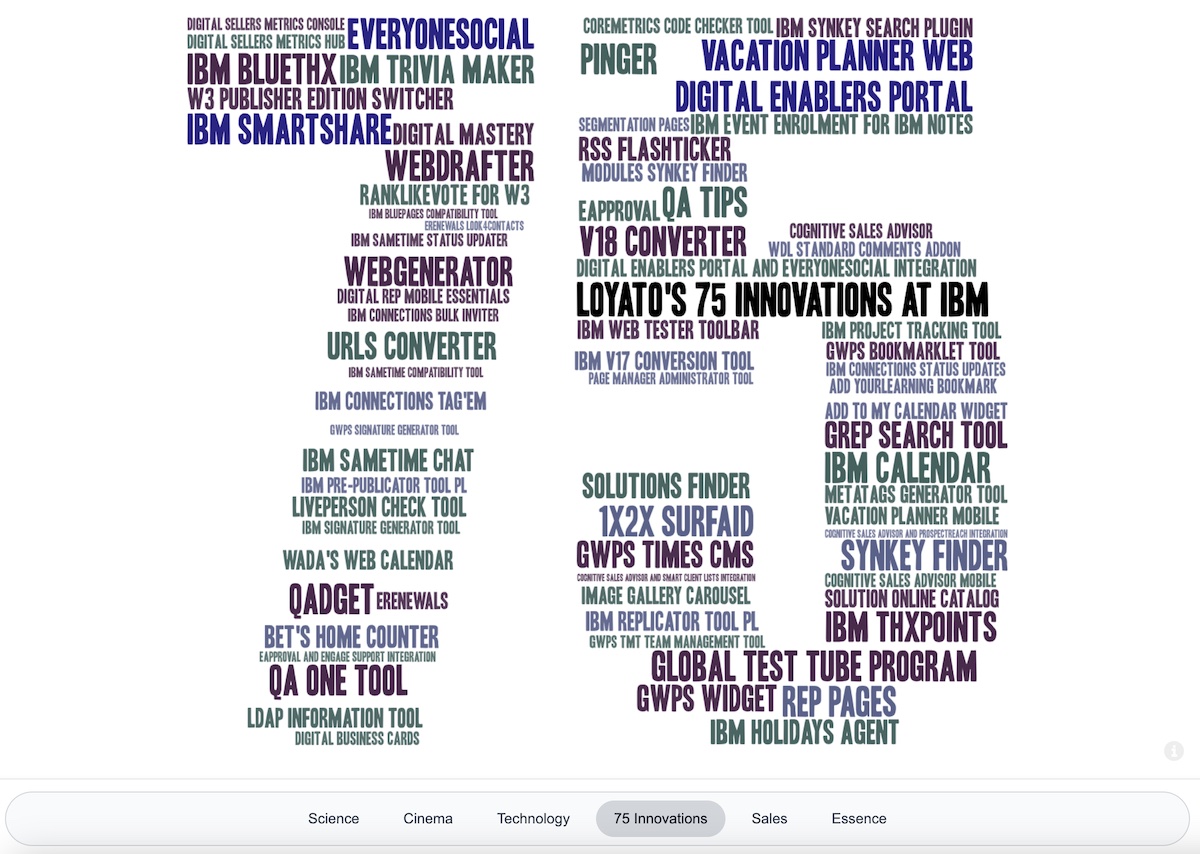 DIGITAL SELLERS METRICS CONSOLE
DIGITAL SELLERS METRICS HUB
EVERYONESOCIAL
IBM BLUETHX
IBM TRIVIA MAKER
W3 PUBLISHER EDITION SWITCHER
IBM SMARTSHARE
DIGITAL MASTERY
WEBDRAFTER
RANKLIKEVOTE FOR W3
IBM BLUEPAGES COMPATIBILITY TOOL
ERENEWALS LOOK4CONTACTS
IBM SAMETIME STATUS UPDATER
WEBGENERATOR
DIGITAL REP MOBILE ESSENTIALS
IBM CONNECTIONS BULK INVITER
URLS CONVERTER
IBM SAMETIME COMPATIBILITY TOOL
IBM CONNECTIONS TAG'EM
GWPS SIGNATURE GENERATOR TOOL
IBM SAMETIME CHAT
IBM PRE-PUBLICATOR TOOL PL
LIVEPERSON CHECK TOOL
IBM SIGNATURE GENERATOR TOOL
WADA'S WEB CALENDAR
QADGET
ERENEWALS
BET'S HOME COUNTER
EAPPROVAL AND ENGAGE SUPPORT INTEGRATION
QA ONE TOOL
LDAP INFORMATION TOOL
DIGITAL BUSINESS CARDS
COREMETRICS CODE CHECKER TOOL
IBM SYNKEY SEARCH PLUGIN
PINGER
VACATION PLANNER WEB
DIGITAL ENABLERS PORTAL
SEGMENTATION PAGES
IBM EVENT ENROLMENT FOR IBM NOTES
RSS FLASHTICKER
MODULES SYNKEY FINDER
EAPPROVAL
QA TIPS
V18 CONVERTER
COGNITIVE SALES ADVISOR
WDL STANDARD COMMENTS ADDON
DIGITAL ENABLERS PORTAL AND EVERYONESOCIAL INTEGRATION
LOYATO'S 75 INNOVATIONS AT IBM
IBM WEB TESTER TOOLBAR
IBM V17 CONVERSION TOOL
PAGE MANAGER ADMINISTRATOR TOOL
IBM PROJECT TRACKING TOOL
GWPS BOOKMARKLET TOOL
IBM CONNECTIONS STATUS UPDATES
ADD YOURLEARNING BOOKMARK
ADD TO MY CALENDAR WIDGET
GREP SEARCH TOOL
IBM CALENDAR
METATAGS GENERATOR TOOL
VACATION PLANNER MOBILE
COGNITIVE SALES ADVISOR AND PROSPECTREACH INTEGRATION
SYNKEY FINDER
COGNITIVE SALES ADVISOR MOBILE
SOLUTION ONLINE CATALOG
IBM THXPOINTS
SOLUTIONS FINDER
1X2X SURFAID
GWPS TIMES CMS
COGNITIVE SALES ADVISOR AND SMART CLIENT LISTS INTEGRATION
IMAGE GALLERY CAROUSEL
IBM REPLICATOR TOOL PL
GWPS TMT TEAM MANAGEMENT TOOL
GLOBAL TEST TUBE PROGRAM
GWPS WIDGET
REP PAGES
IBM HOLIDAYS AGENT
Science
Cinema
Technology
75 Innovations
Sales
Essence